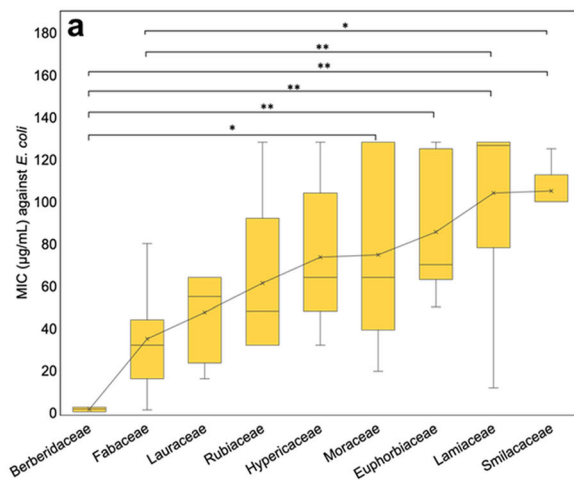 a
180
160
140
120
100
80
60
40
20
0
MIC (µg/mL) against E. coli
*
**
**
**
**
*
Berberidaceae
Fabaceae
Lauraceae
Rubiaceae
Hypericaceae
Moraceae
Euphorbiaceae
Lamiaceae
Smilacaceae